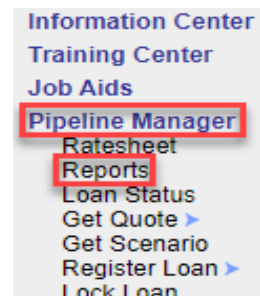 Information Center
Training Center
Job Aids
Pipeline Manager
Ratesheet
Reports
Loan Status
Get Quote ➤
Get Scenario
Register Loan ➤
Lock Loan